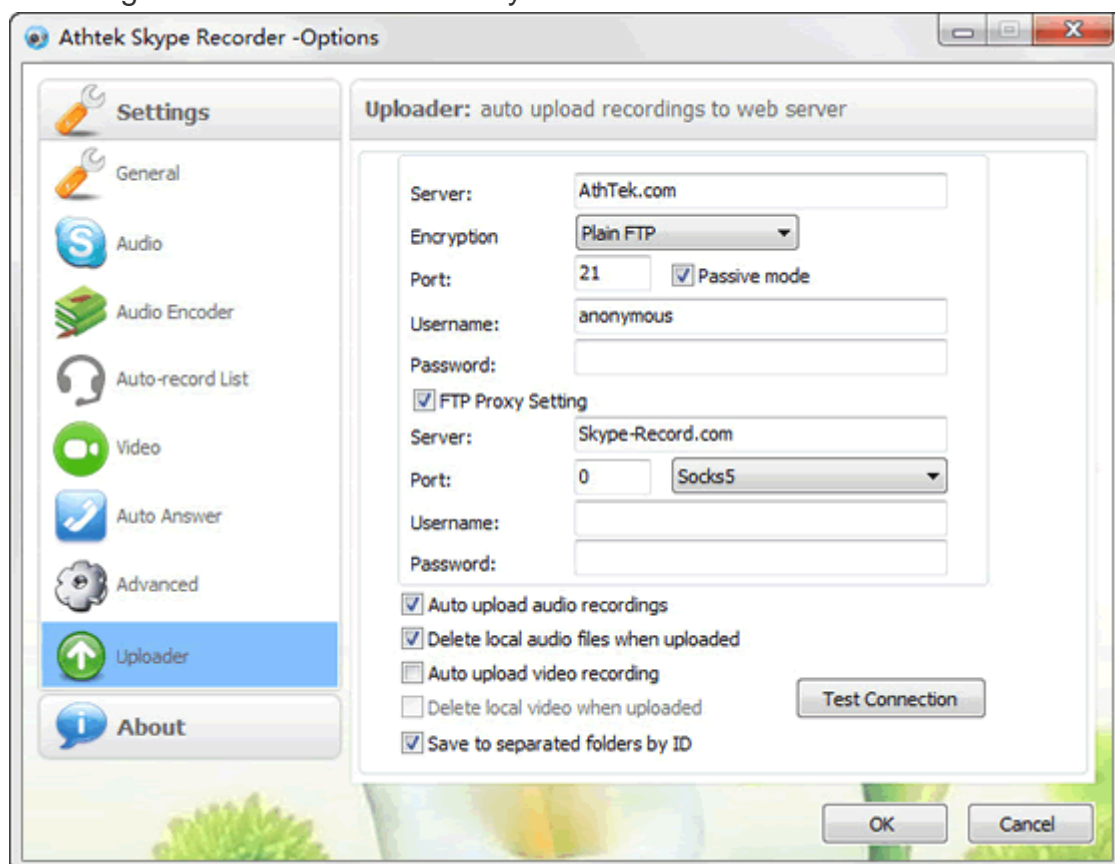 Athtek Skype Recorder -Options
Settings
General
Audio
Audio Encoder
Auto-record List
Video
Auto Answer
Advanced
Uploader
About
Uploader: auto upload recordings to web server
Server: AthTek.com
Encryption Plain FTP
Port: 21 Passive mode
Username: anonymous
Password:
FTP Proxy Setting
Server: Skype-Record.com
Port: 0 Socks5
Username:
Password:
Auto upload audio recordings
Delete local audio files when uploaded
Auto upload video recording
Delete local video when uploaded
Test Connection
Save to separated folders by ID
OK Cancel